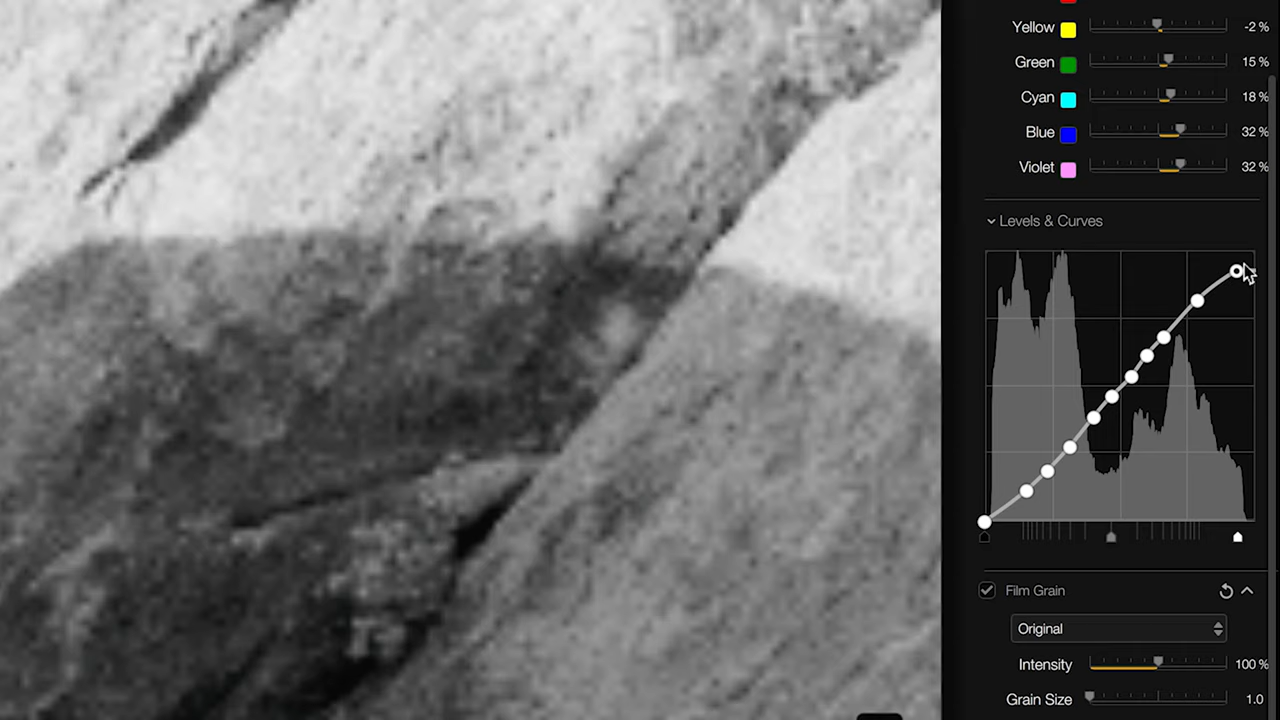 Yellow -2 %
Green 15 %
Cyan 18 %
Blue 32 %
Violet 32 %
Levels & Curves
Film Grain
Original
Intensity 100 %
Grain Size 1.0